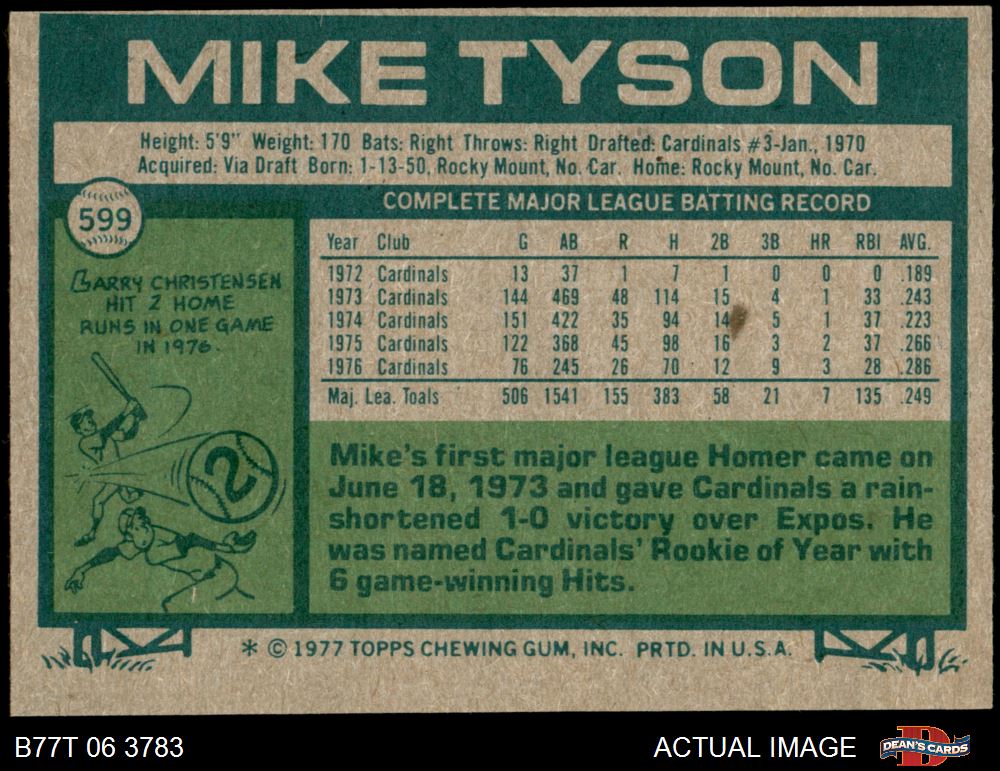 MIKE TYSON
Height: 5'9" Weight: 170 Bats: Right Throws: Right Drafted: Cardinals #3-Jan., 1970
Acquired: Via Draft Born: 1-13-50, Rocky Mount, No. Car. Home: Rocky Mount, No. Car.
599
LARRY CHRISTENSEN
HIT 2 HOME
RUNS IN ONE GAME
IN 1976.
2
COMPLETE MAJOR LEAGUE BATTING RECORD
Year Club G AB R H 2B 3B HR RBI AVG.
1972 Cardinals 13 37 1 7 1 0 0 0 .189
1973 Cardinals 144 469 48 114 15 4 1 33 .243
1974 Cardinals 151 422 35 94 14 5 1 37 .223
1975 Cardinals 122 368 45 98 16 3 2 37 .266
1976 Cardinals 76 245 26 70 12 9 3 28 .286
Maj. Lea. Toals 506 1541 155 383 58 21 7 135 .249
Mike's first major league Homer came on
June 18, 1973 and gave Cardinals a rain-
shortened 1-0 victory over Expos. He
was named Cardinals' Rookie of Year with
6 game-winning Hits.
* © 1977 TOPPS CHEWING GUM, INC. PRTD. IN U.S.A.
B77T 06 3783
ACTUAL IMAGE
DEAN'S CARDS